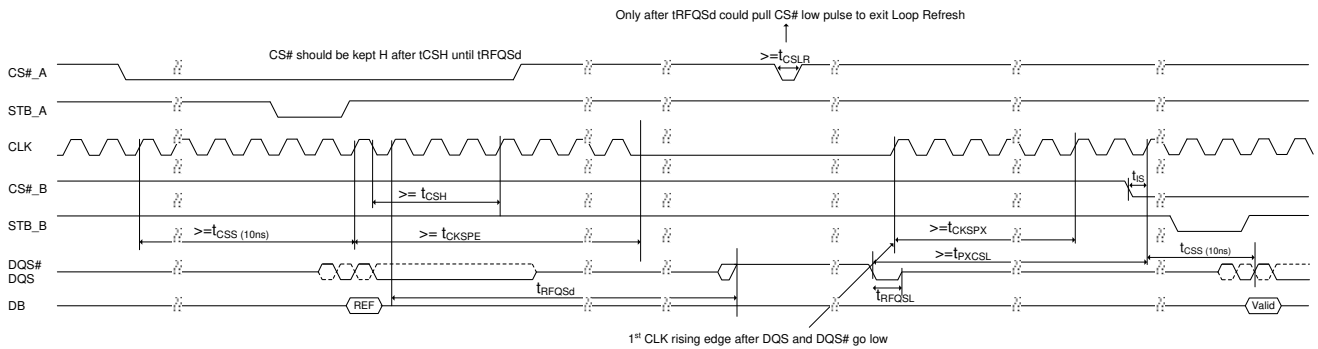 Only after tRFQSd could pull CS# low pulse to exit Loop Refresh
CS# should be kept H after tCSH until tRFQSd
>=tCSLR
CS#_A
STB_A
CLK
CS#_B
tIS
>= tCSH
STB_B
>=tCSS (10ns)
>= tCKSPE
>=tCKSPX
>=tPXCSL
tCSS (10ns)
DQS#
DQS
tRFQSd
tRFQSL
DB
REF
Valid
1st CLK rising edge after DQS and DQS# go low